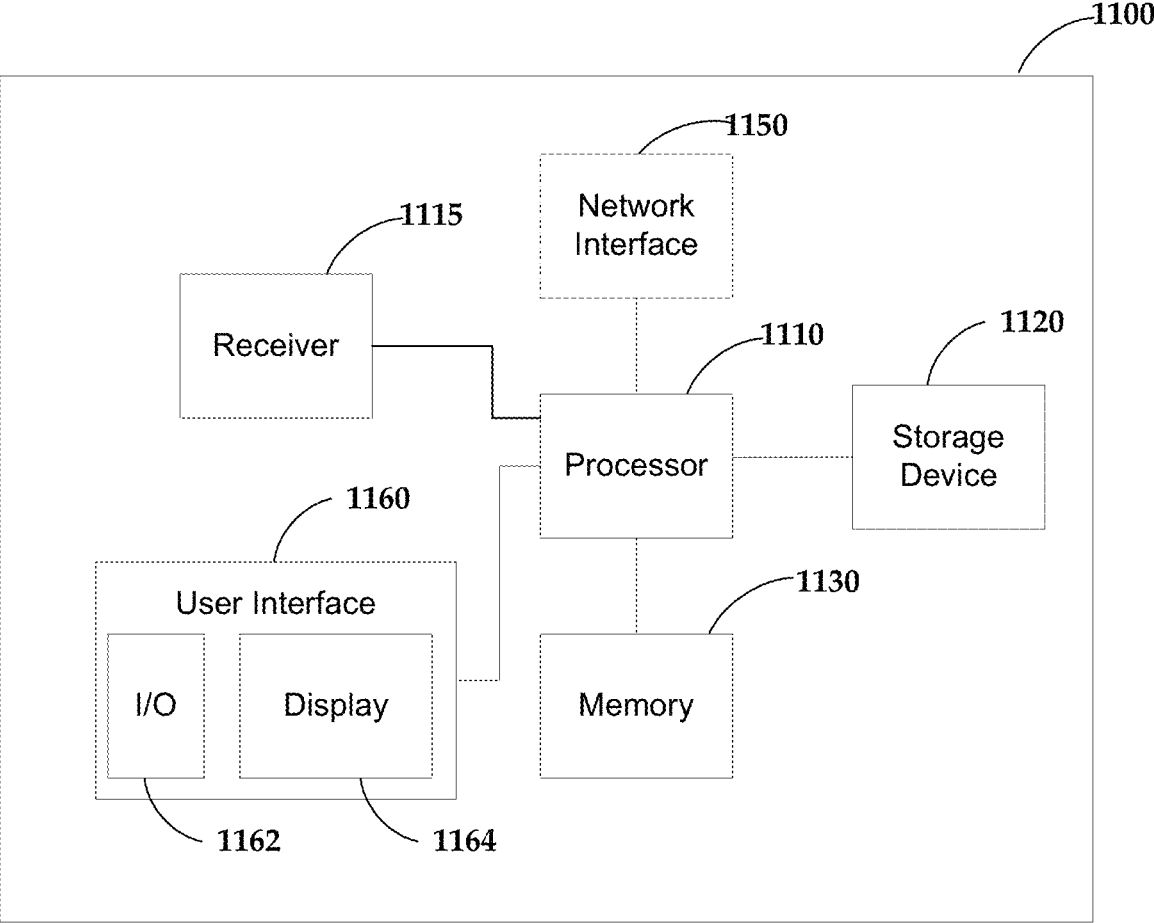 1100
1150
Network
Interface
1115
Receiver
1110
Processor
1120
Storage
Device
1160
User Interface
I/O
Display
1130
Memory
1162
1164